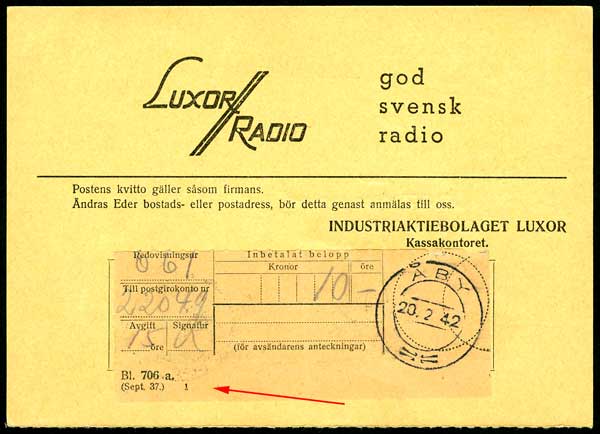 LUXOR RADIO
god
svensk
radio
Postens kvitto gäller såsom firmans.
Ändras Eder bostads- eller postadress, bör detta genast anmälas till oss.
INDUSTRIAKTIEBOLAGET LUXOR
Kassakontoret.
Redovisningsnr
061
Inbetalat belopp
Kronor
öre
10 -
Till postgirokonto nr
22049
Avgift
Signatur
15
öre
(för avsändarens anteckningar)
Bl. 706 a.
(Sept. 37.) 1
ÅBY
20. 2. 42